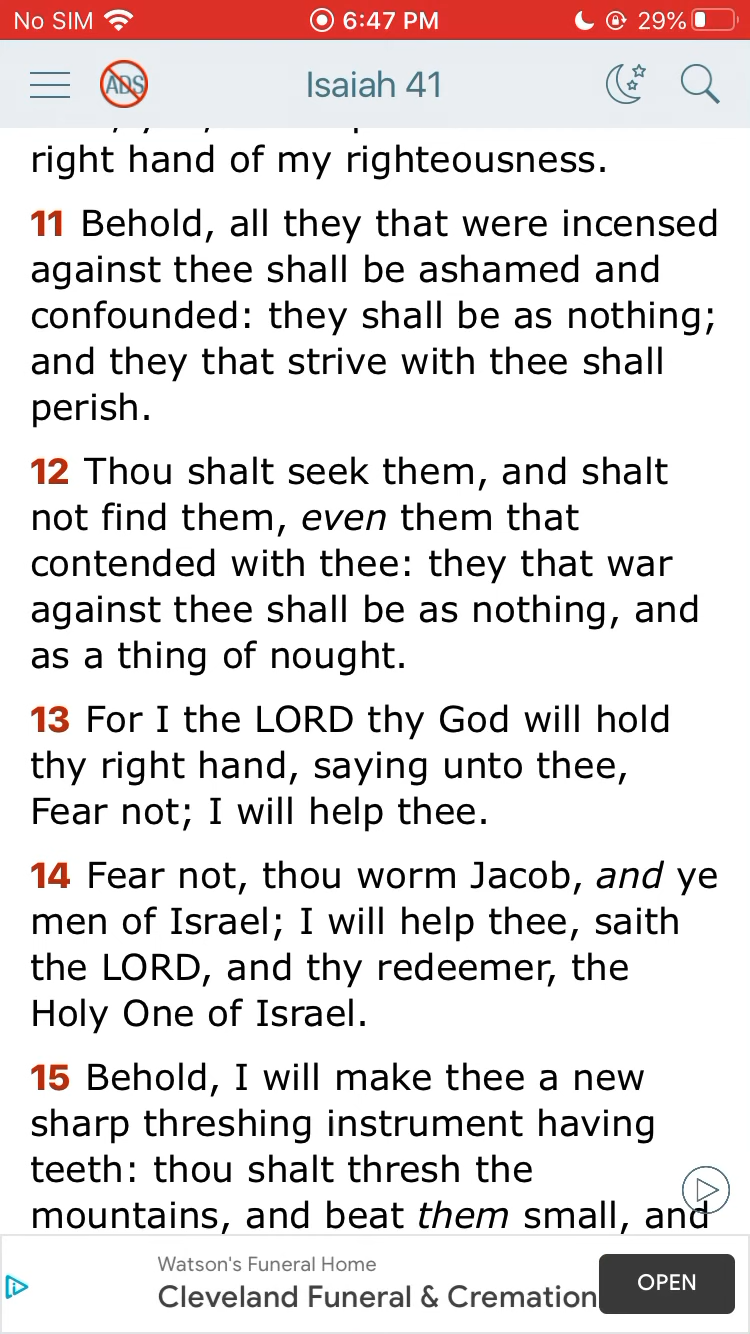 No SIM 6:47 PM 29%
ADS Isaiah 41
right hand of my righteousness.
11 Behold, all they that were incensed
against thee shall be ashamed and
confounded: they shall be as nothing;
and they that strive with thee shall
perish.
12 Thou shalt seek them, and shalt
not find them, even them that
contended with thee: they that war
against thee shall be as nothing, and
as a thing of nought.
13 For I the LORD thy God will hold
thy right hand, saying unto thee,
Fear not; I will help thee.
14 Fear not, thou worm Jacob, and ye
men of Israel; I will help thee, saith
the LORD, and thy redeemer, the
Holy One of Israel.
15 Behold, I will make thee a new
sharp threshing instrument having
teeth: thou shalt thresh the
mountains, and beat them small, and
Watson's Funeral Home
Cleveland Funeral & Cremation
OPEN